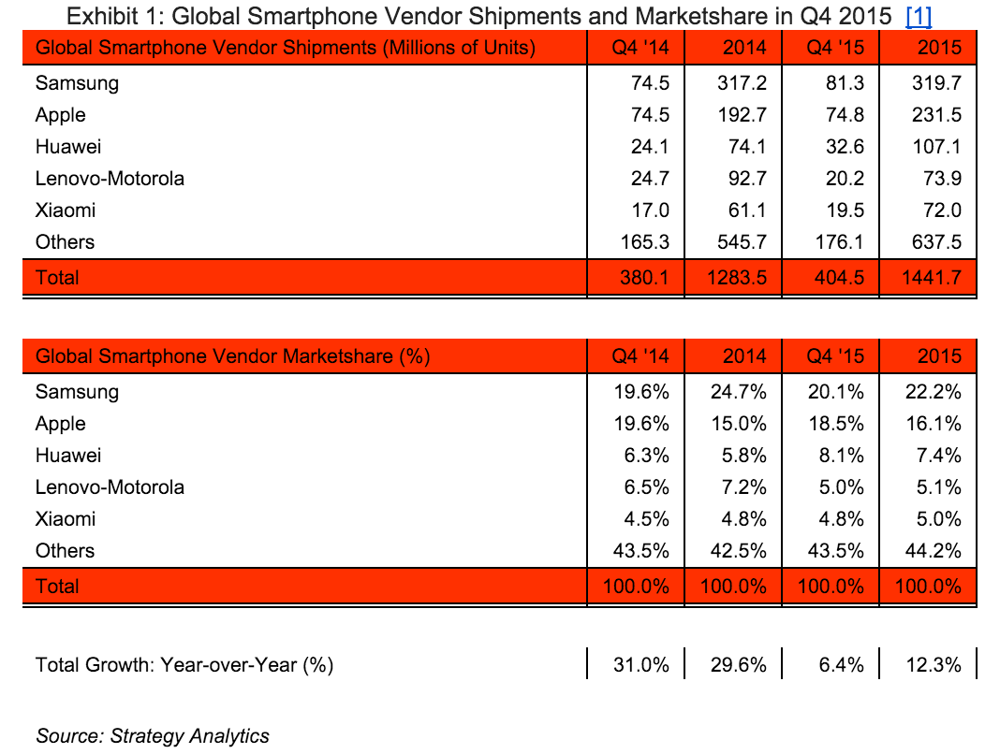 Exhibit 1: Global Smartphone Vendor Shipments and Marketshare in Q4 2015 [1]
Global Smartphone Vendor Shipments (Millions of Units) Q4 '14 2014 Q4 '15 2015
Samsung 74.5 317.2 81.3 319.7
Apple 74.5 192.7 74.8 231.5
Huawei 24.1 74.1 32.6 107.1
Lenovo-Motorola 24.7 92.7 20.2 73.9
Xiaomi 17.0 61.1 19.5 72.0
Others 165.3 545.7 176.1 637.5
Total 380.1 1283.5 404.5 1441.7
Global Smartphone Vendor Marketshare (%) Q4 '14 2014 Q4 '15 2015
Samsung 19.6% 24.7% 20.1% 22.2%
Apple 19.6% 15.0% 18.5% 16.1%
Huawei 6.3% 5.8% 8.1% 7.4%
Lenovo-Motorola 6.5% 7.2% 5.0% 5.1%
Xiaomi 4.5% 4.8% 4.8% 5.0%
Others 43.5% 42.5% 43.5% 44.2%
Total 100.0% 100.0% 100.0% 100.0%
Total Growth: Year-over-Year (%) 31.0% 29.6% 6.4% 12.3%
Source: Strategy Analytics